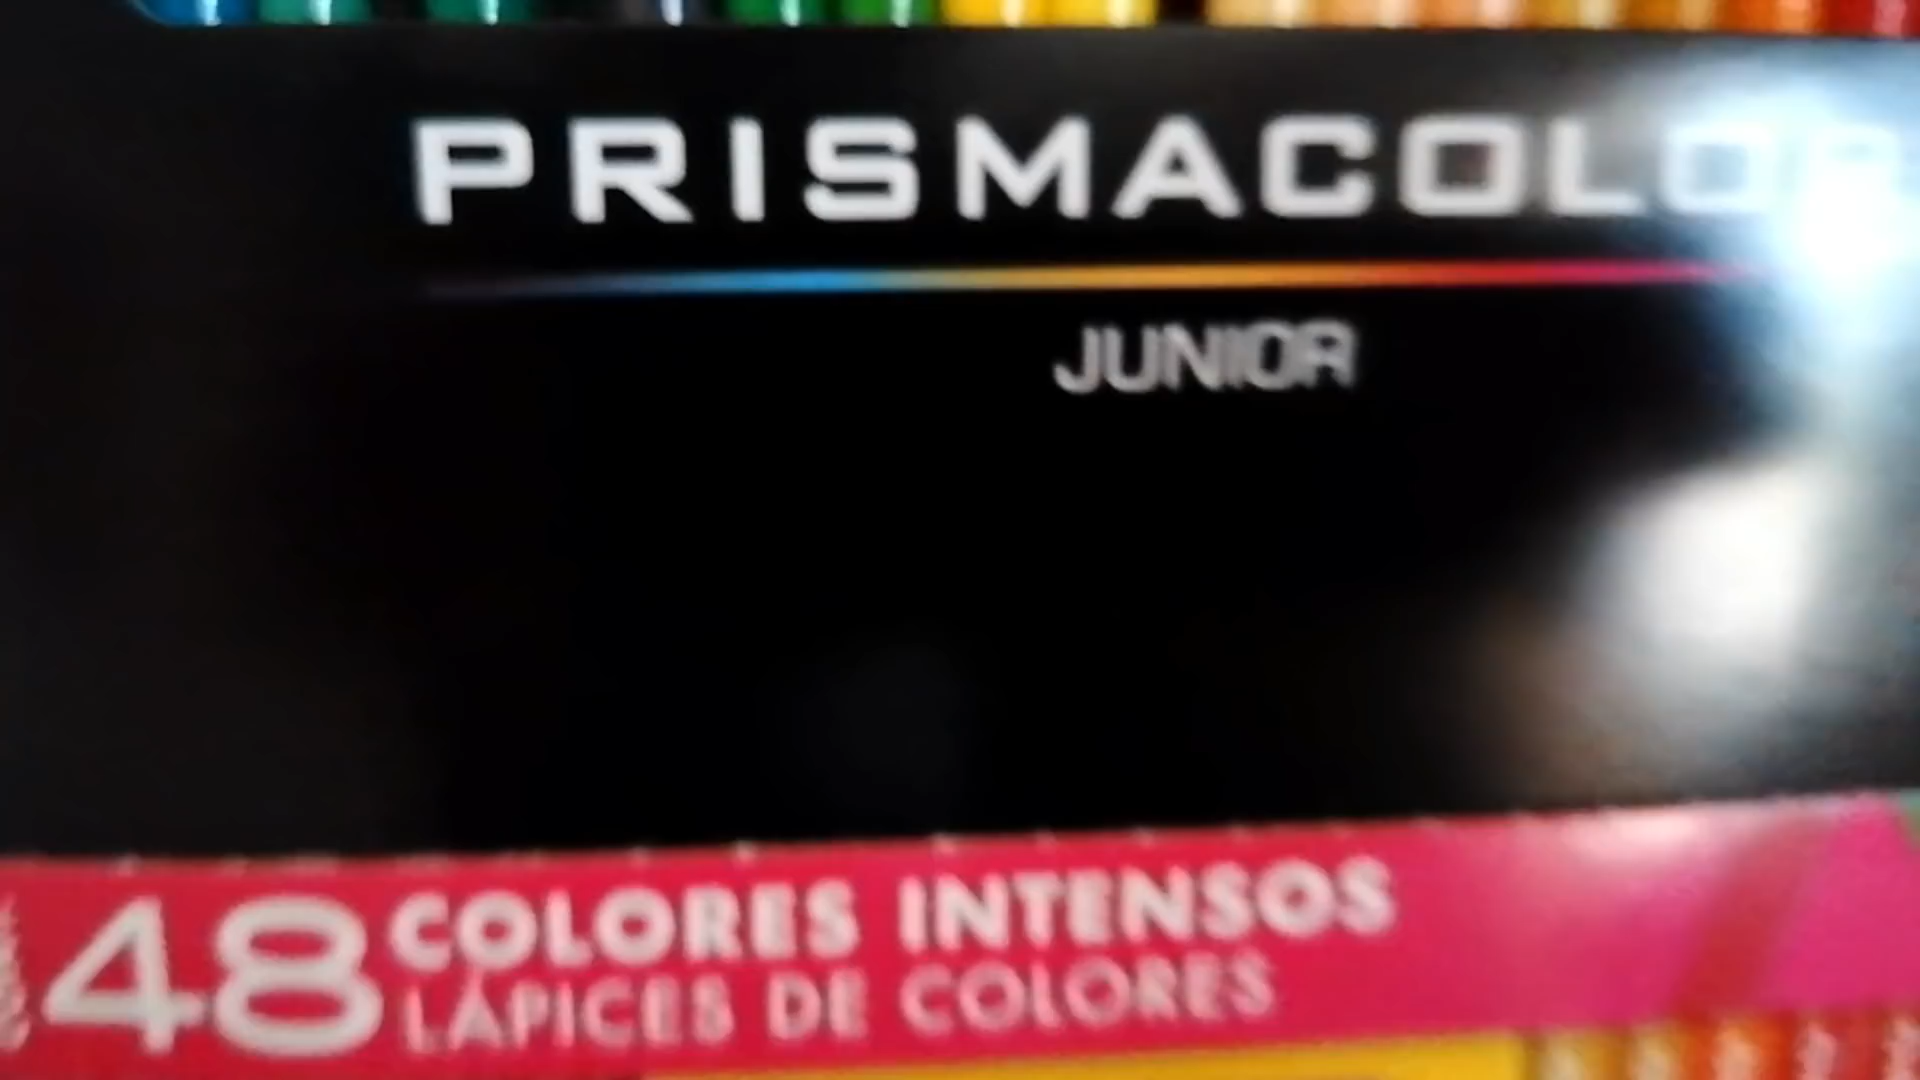 PRISMACOLOR
JUNIOR
48 COLORES INTENSOS
LÁPICES DE COLORES